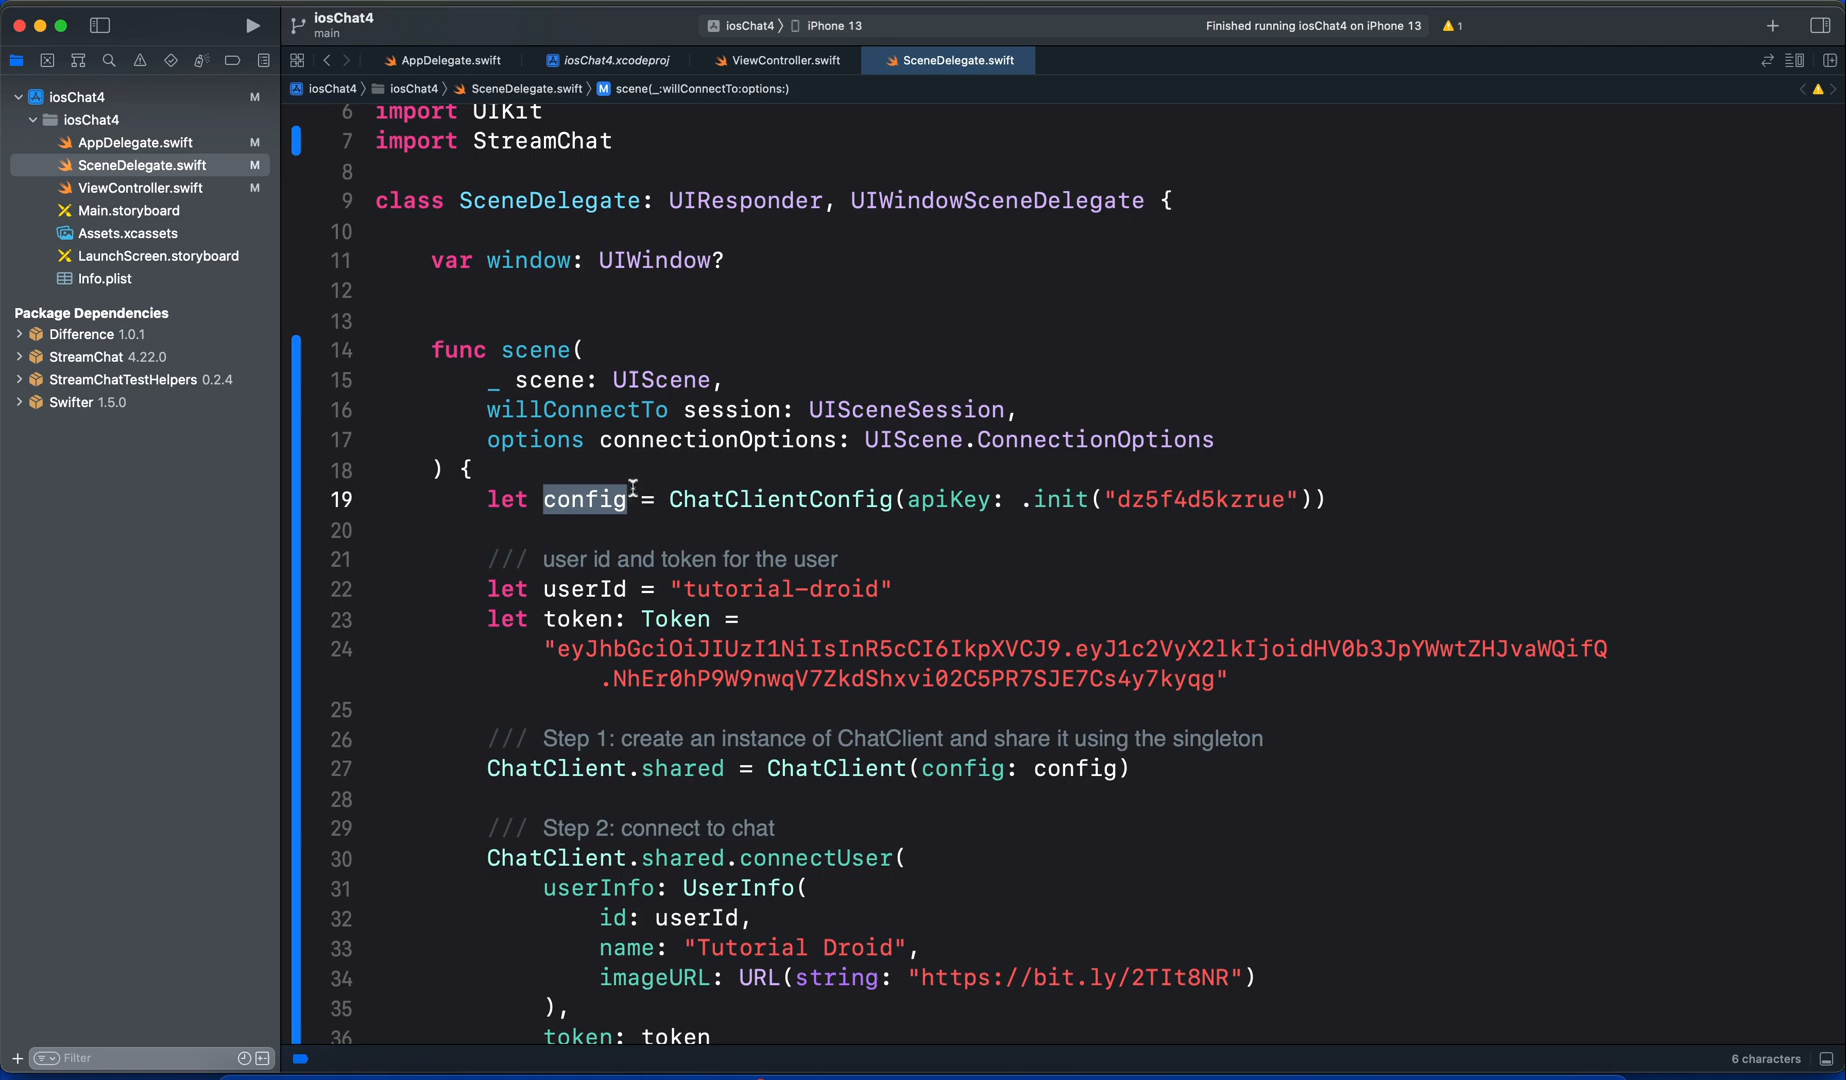 iosChat4
main
iosChat4 〉 iPhone 13
Finished running iosChat4 on iPhone 13
1
AppDelegate.swift
iosChat4.xcodeproj
ViewController.swift
SceneDelegate.swift
iosChat4 〉 iosChat4 〉 SceneDelegate.swift 〉 M scene(_:willConnectTo:options:)
iosChat4 M
iosChat4
AppDelegate.swift M
SceneDelegate.swift M
ViewController.swift M
Main.storyboard
Assets.xcassets
LaunchScreen.storyboard
Info.plist
Package Dependencies
Difference 1.0.1
StreamChat 4.22.0
StreamChatTestHelpers 0.2.4
Swifter 1.5.0
Filter
6 import UIKit
7 import StreamChat
8
9 class SceneDelegate: UIResponder, UIWindowSceneDelegate {
10
11 var window: UIWindow?
12
13
14 func scene(
15 _ scene: UIScene,
16 willConnectTo session: UISceneSession,
17 options connectionOptions: UIScene.ConnectionOptions
18 ) {
19 let config = ChatClientConfig(apiKey: .init("dz5f4d5kzrue"))
20
21 /// user id and token for the user
22 let userId = "tutorial-droid"
23 let token: Token =
24 "eyJhbGciOiJIUzI1NiIsInR5cCI6IkpXVCJ9.eyJ1c2VyX2lkIjoidHV0b3JpYWwtZHJvaWQifQ
.NhEr0hP9W9nwqV7ZkdShxvi02C5PR7SJE7Cs4y7kyqg"
25
26 /// Step 1: create an instance of ChatClient and share it using the singleton
27 ChatClient.shared = ChatClient(config: config)
28
29 /// Step 2: connect to chat
30 ChatClient.shared.connectUser(
31 userInfo: UserInfo(
32 id: userId,
33 name: "Tutorial Droid",
34 imageURL: URL(string: "https://bit.ly/2TIt8NR")
35 ),
36 token: token
6 characters